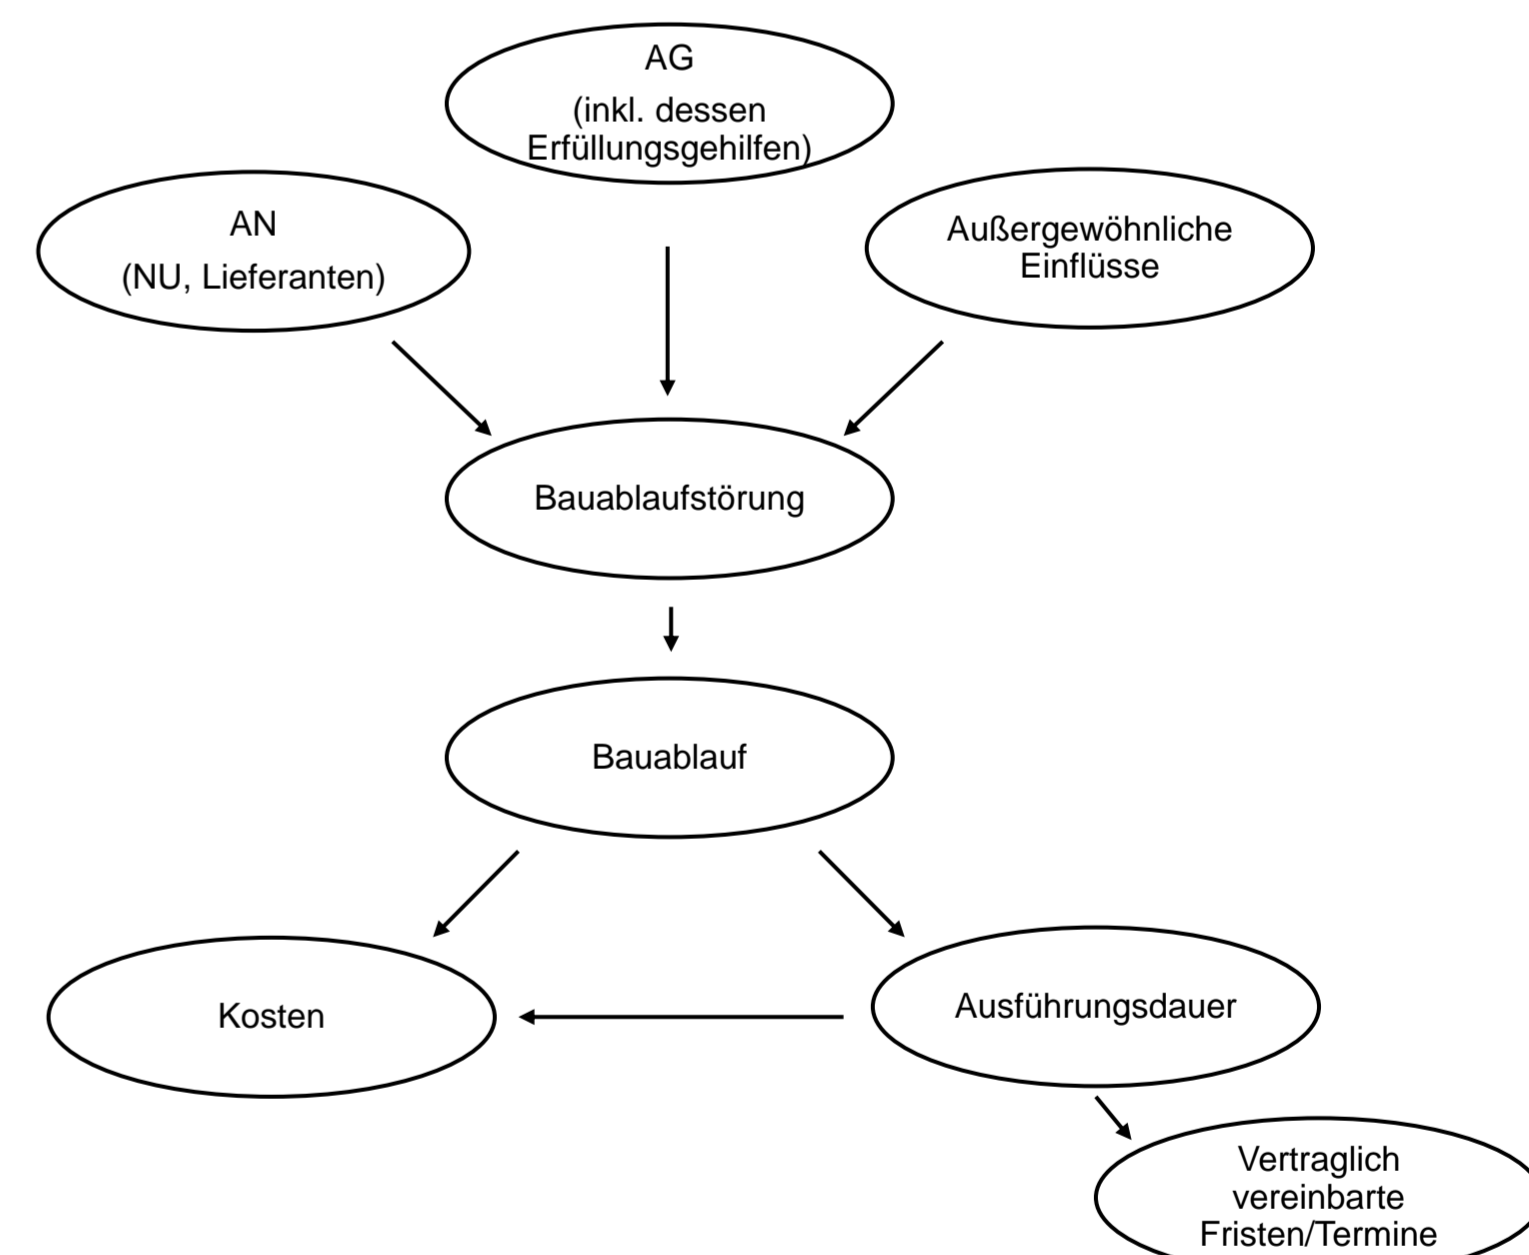 AG
(inkl. dessen
Erfüllungsgehilfen)
AN
(NU, Lieferanten)
Außergewöhnliche
Einflüsse
Bauablaufstörung
Bauablauf
Kosten
Ausführungsdauer
Vertraglich
vereinbarte
Fristen/Termine